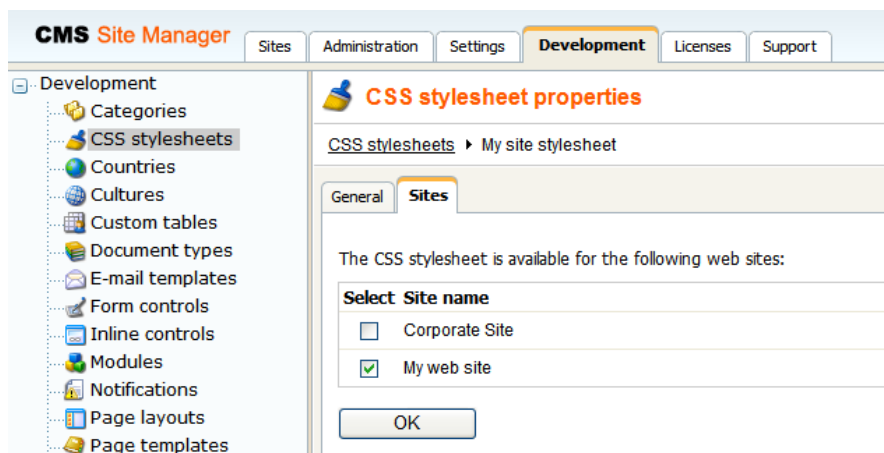 CMS Site Manager
Sites Administration Settings Development Licenses Support
Development
Categories
CSS stylesheets
Countries
Cultures
Custom tables
Document types
E-mail templates
Form controls
Inline controls
Modules
Notifications
Page layouts
Page templates
CSS stylesheet properties
CSS stylesheets My site stylesheet
General Sites
The CSS stylesheet is available for the following web sites:
Select Site name
Corporate Site
My web site
OK